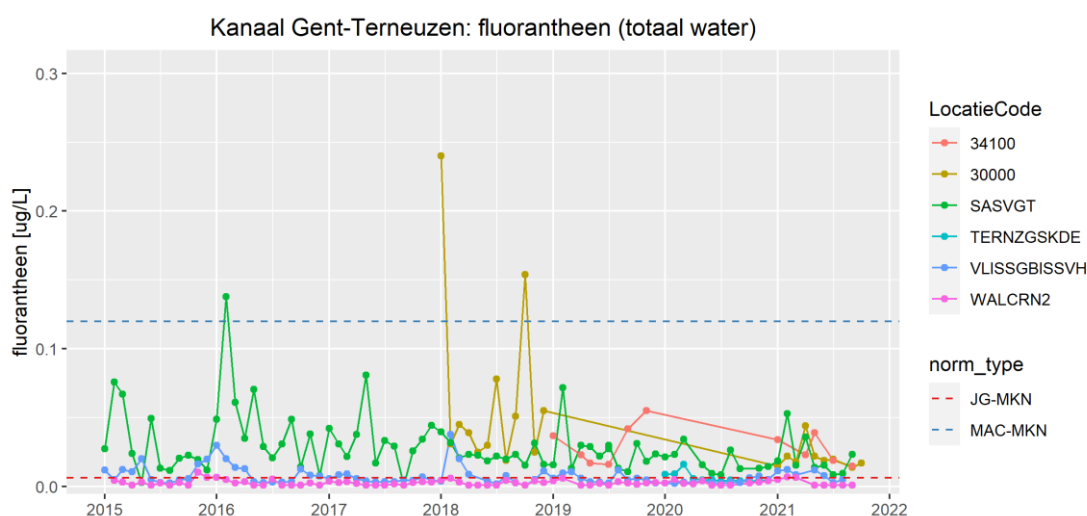 Kanaal Gent-Terneuzen: fluorantheen (totaal water)
fluorantheen [ug/L]
0.3
0.2
0.1
0.0
2015 2016 2017 2018 2019 2020 2021 2022
LocatieCode
34100
30000
SASVGT
TERNZGSKDE
VLISSGBISSVH
WALCRN2
norm_type
JG-MKN
MAC-MKN